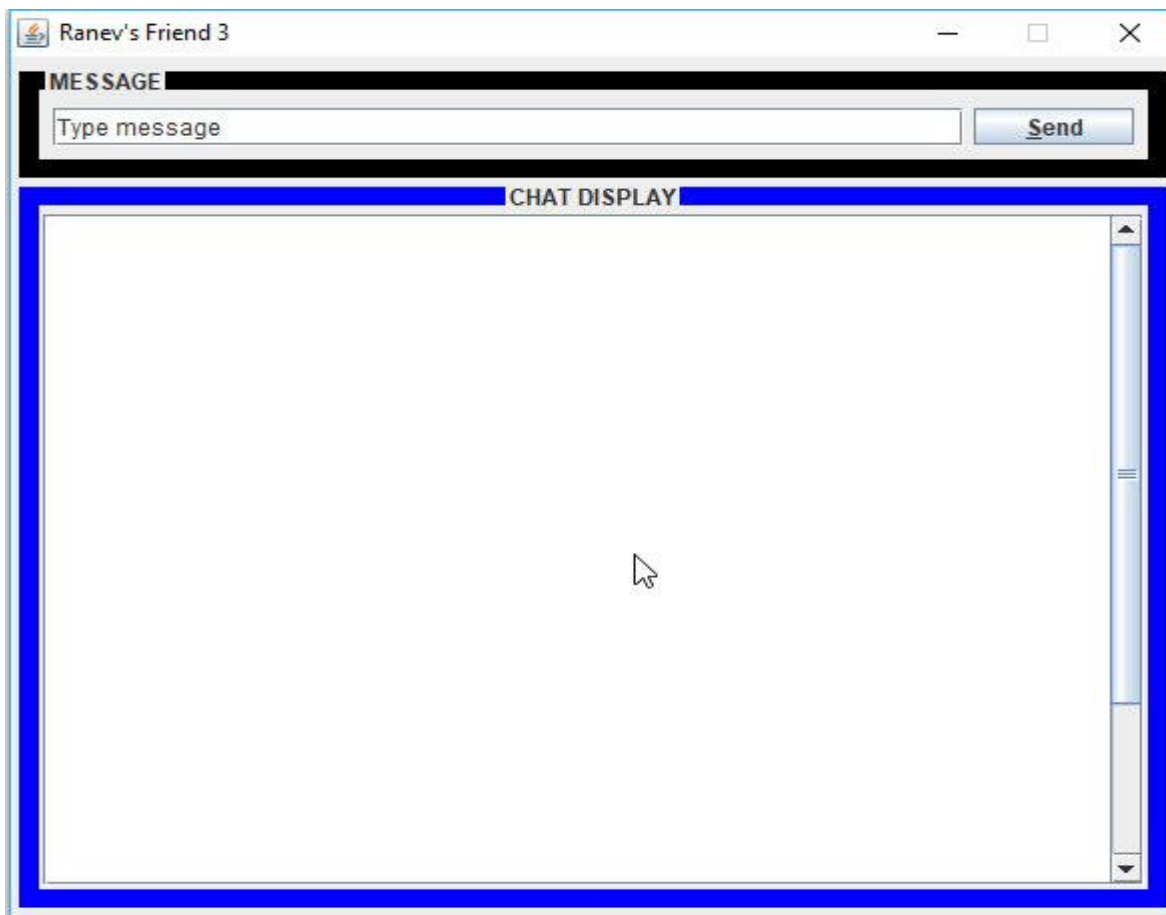 Ranev's Friend 3
MESSAGE
Type message
Send
CHAT DISPLAY